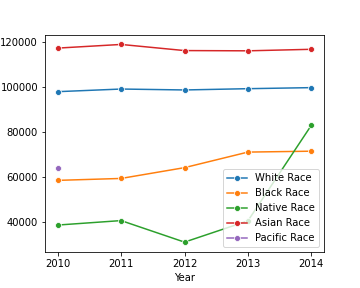 120000
100000
80000
60000
40000
White Race
Black Race
Native Race
Asian Race
Pacific Race
2010 2011 2012 2013 2014
Year